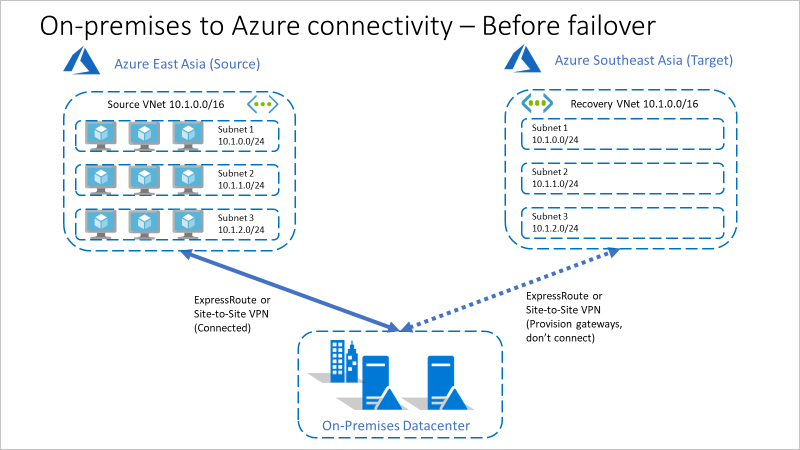 On-premises to Azure connectivity – Before failover
Azure East Asia (Source)
Source VNet 10.1.0.0/16
Subnet 1
10.1.0.0/24
Subnet 2
10.1.1.0/24
Subnet 3
10.1.2.0/24
Azure Southeast Asia (Target)
Recovery VNet 10.1.0.0/16
Subnet 1
10.1.0.0/24
Subnet 2
10.1.1.0/24
Subnet 3
10.1.2.0/24
ExpressRoute or
Site-to-Site VPN
(Connected)
ExpressRoute or
Site-to-Site VPN
(Provision gateways,
don't connect)
On-Premises Datacenter